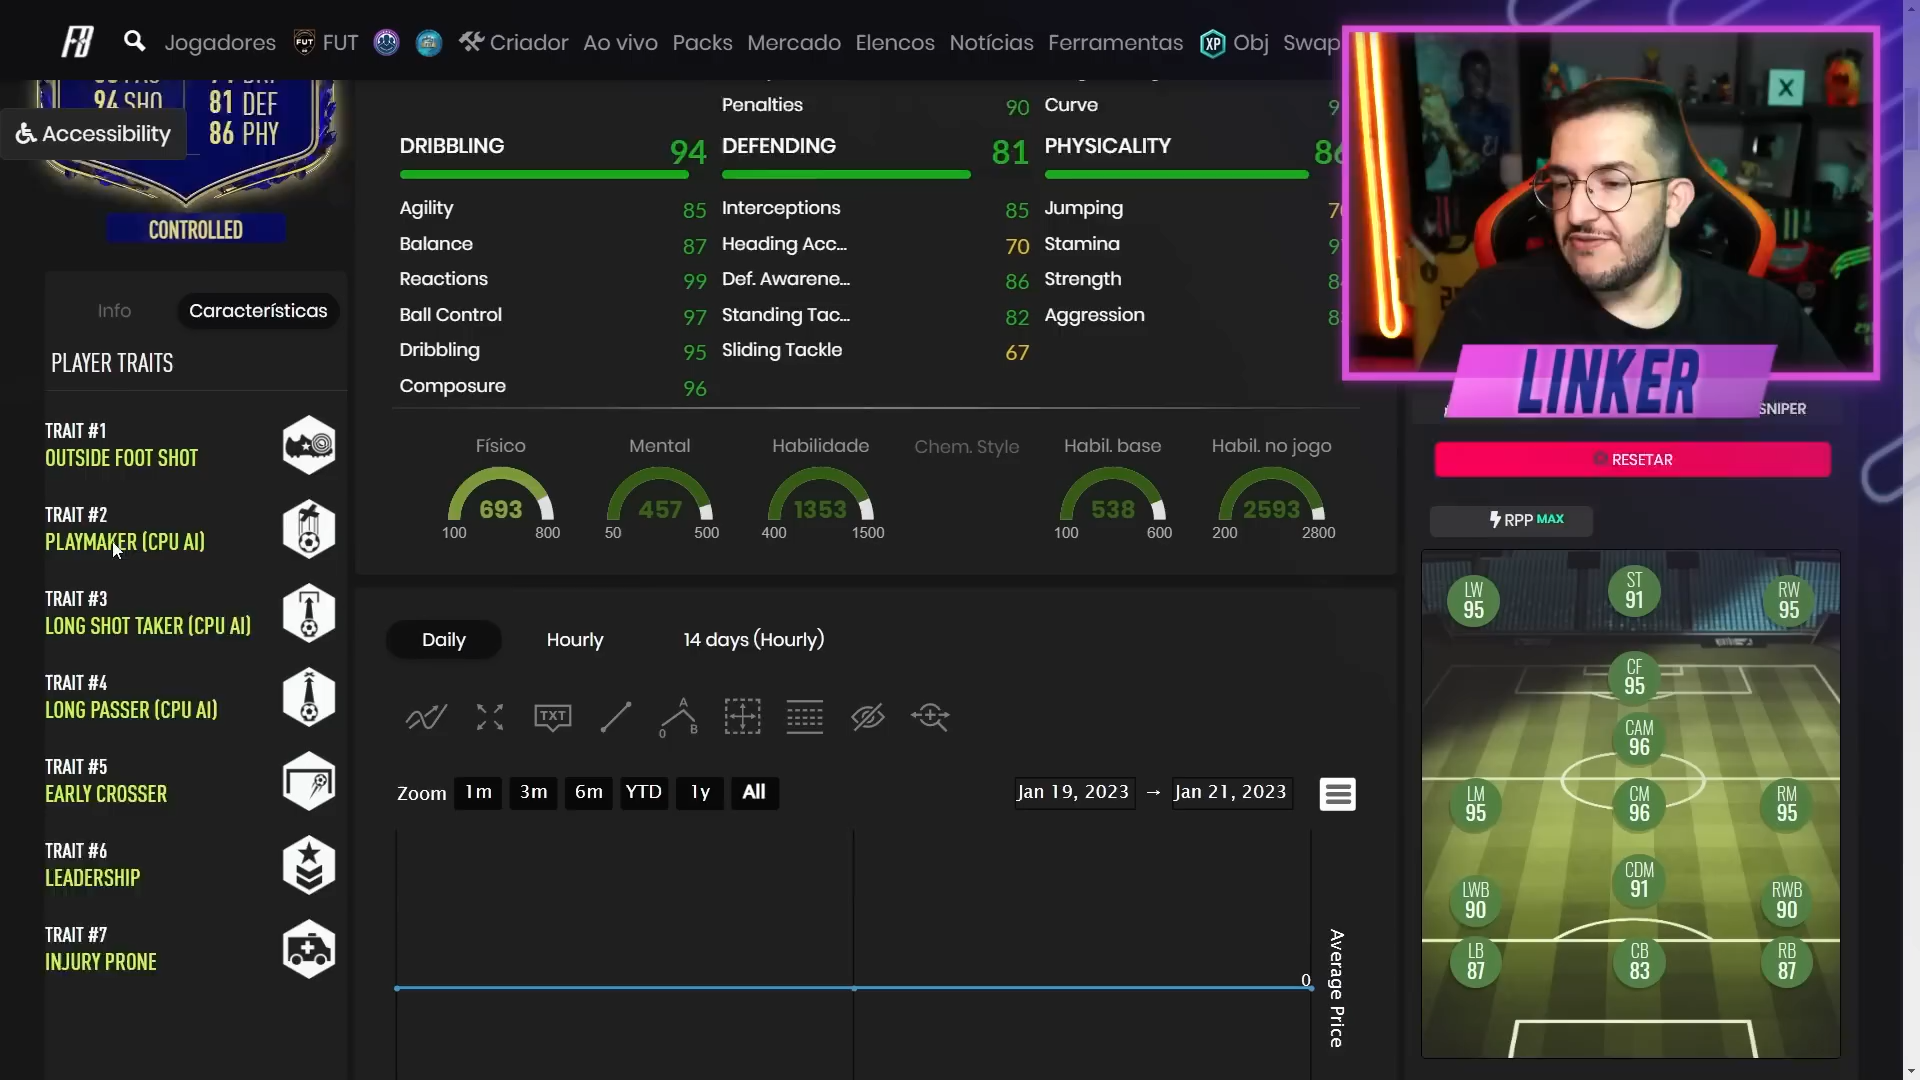 Jogadores FUT Criador Ao vivo Packs Mercado Elencos Notícias Ferramentas XP Obj Swap
94 SHO 81 DEF
86 PHY
Accessibility
CONTROLLED
Info Características
PLAYER TRAITS
TRAIT #1
OUTSIDE FOOT SHOT
TRAIT #2
PLAYMAKER (CPU AI)
TRAIT #3
LONG SHOT TAKER (CPU AI)
TRAIT #4
LONG PASSER (CPU AI)
TRAIT #5
EARLY CROSSER
TRAIT #6
LEADERSHIP
TRAIT #7
INJURY PRONE
Penalties 90
Curve
DRIBBLING 94
Agility 85
Balance 87
Reactions 99
Ball Control 97
Dribbling 95
Composure 96
DEFENDING 81
Interceptions 85
Heading Acc... 70
Def. Awarene... 86
Standing Tac... 82
Sliding Tackle 67
PHYSICALITY
Jumping
Stamina
Strength
Aggression
Físico Mental Habilidade Chem. Style Habil. base Habil. no jogo
693 457 1353 538 2593
100 800 50 500 400 1500 100 600 200 2800
Daily Hourly 14 days (Hourly)
TXT
A
0 B
Zoom 1m 3m 6m YTD 1y All
Jan 19, 2023 → Jan 21, 2023
0
Average Price
X
LINKER
SNIPER
RESETAR
RPP MAX
LW
95
ST
91
RW
95
CF
95
CAM
96
LM
95
CM
96
RM
95
CDM
91
LWB
90
RWB
90
LB
87
CB
83
RB
87